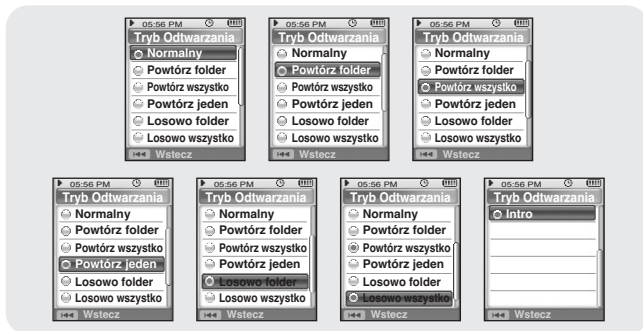 05:56 PM
Tryb Odtwarzania
Normalny
Powtórz folder
Powtórz wszystko
Powtórz jeden
Losowo folder
Losowo wszystko
Wstecz
05:56 PM
Tryb Odtwarzania
Normalny
Powtórz folder
Powtórz wszystko
Powtórz jeden
Losowo folder
Losowo wszystko
Wstecz
05:56 PM
Tryb Odtwarzania
Normalny
Powtórz folder
Powtórz wszystko
Powtórz jeden
Losowo folder
Losowo wszystko
Wstecz
05:56 PM
Tryb Odtwarzania
Normalny
Powtórz folder
Powtórz wszystko
Powtórz jeden
Losowo folder
Losowo wszystko
Wstecz
05:56 PM
Tryb Odtwarzania
Normalny
Powtórz folder
Powtórz wszystko
Powtórz jeden
Losowo folder
Losowo wszystko
Wstecz
05:56 PM
Tryb Odtwarzania
Normalny
Powtórz folder
Powtórz wszystko
Powtórz jeden
Losowo folder
Losowo wszystko
Wstecz
05:56 PM
Tryb Odtwarzania
Intro
Wstecz